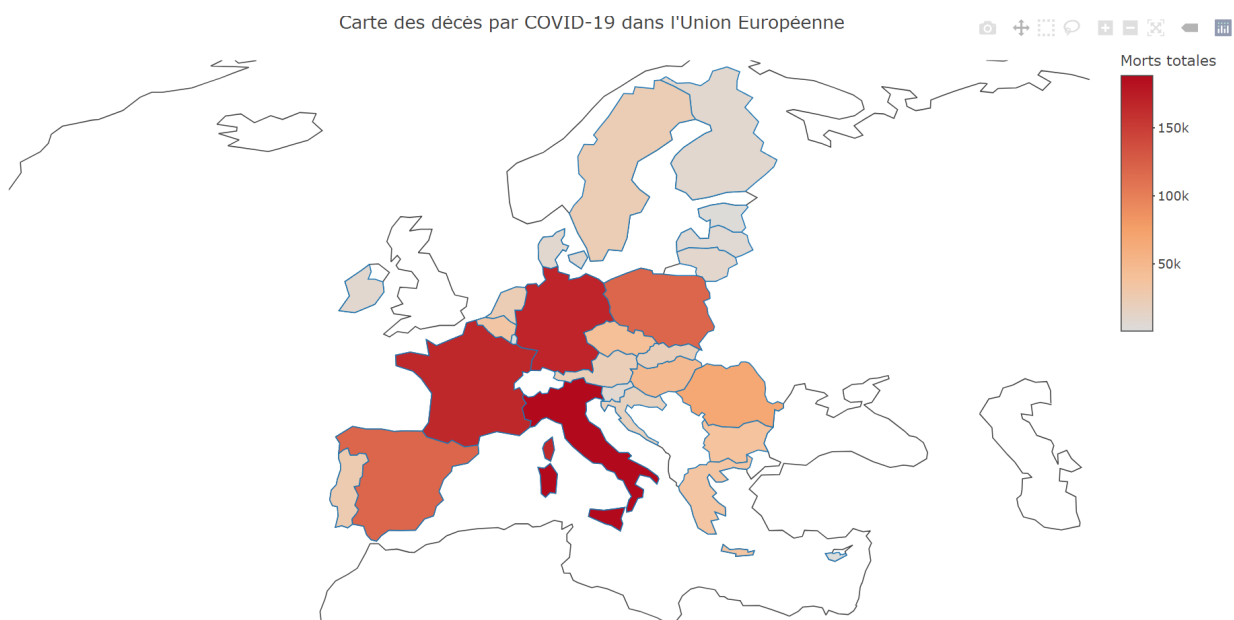 Carte des décès par COVID-19 dans l'Union Européenne
Morts totales
150k
100k
50k